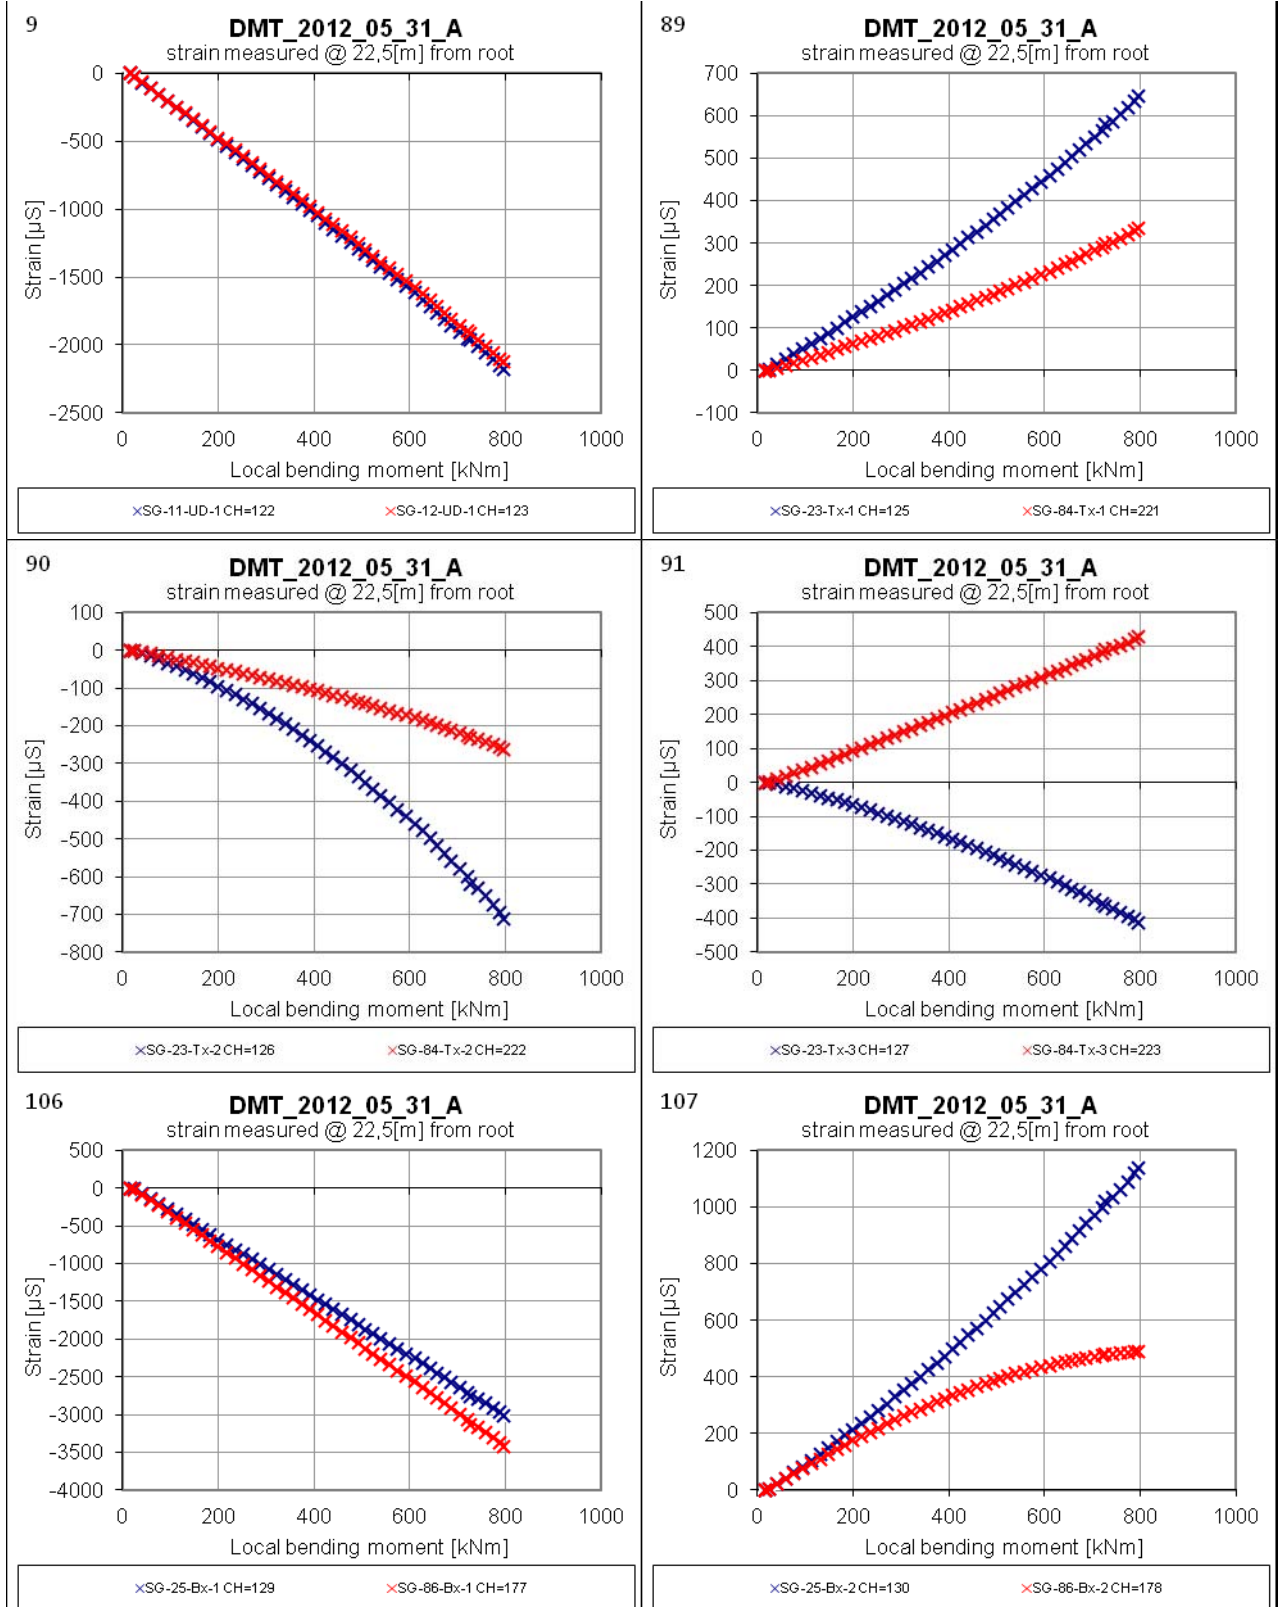 9
DMT_2012_05_31_A
strain measured @ 22,5[m] from root
0
-500
-1000
-1500
-2000
-2500
Strain [µS]
0 200 400 600 800 1000
Local bending moment [kNm]
SG-11-UD-1 CH=122 SG-12-UD-1 CH=123
89
DMT_2012_05_31_A
strain measured @ 22,5[m] from root
700
600
500
400
300
200
100
0
-100
Strain [µS]
0 200 400 600 800 1000
Local bending moment [kNm]
SG-23-Tx-1 CH=125 SG-84-Tx-1 CH=221
90
DMT_2012_05_31_A
strain measured @ 22,5[m] from root
100
0
-100
-200
-300
-400
-500
-600
-700
-800
Strain [µS]
0 200 400 600 800 1000
Local bending moment [kNm]
SG-23-Tx-2 CH=126 SG-84-Tx-2 CH=222
91
DMT_2012_05_31_A
strain measured @ 22,5[m] from root
500
400
300
200
100
0
-100
-200
-300
-400
-500
Strain [µS]
0 200 400 600 800 1000
Local bending moment [kNm]
SG-23-Tx-3 CH=127 SG-84-Tx-3 CH=223
106
DMT_2012_05_31_A
strain measured @ 22,5[m] from root
500
0
-500
-1000
-1500
-2000
-2500
-3000
-3500
-4000
Strain [µS]
0 200 400 600 800 1000
Local bending moment [kNm]
SG-25-Bx-1 CH=129 SG-86-Bx-1 CH=177
107
DMT_2012_05_31_A
strain measured @ 22,5[m] from root
1200
1000
800
600
400
200
0
Strain [µS]
0 200 400 600 800 1000
Local bending moment [kNm]
SG-25-Bx-2 CH=130 SG-86-Bx-2 CH=178